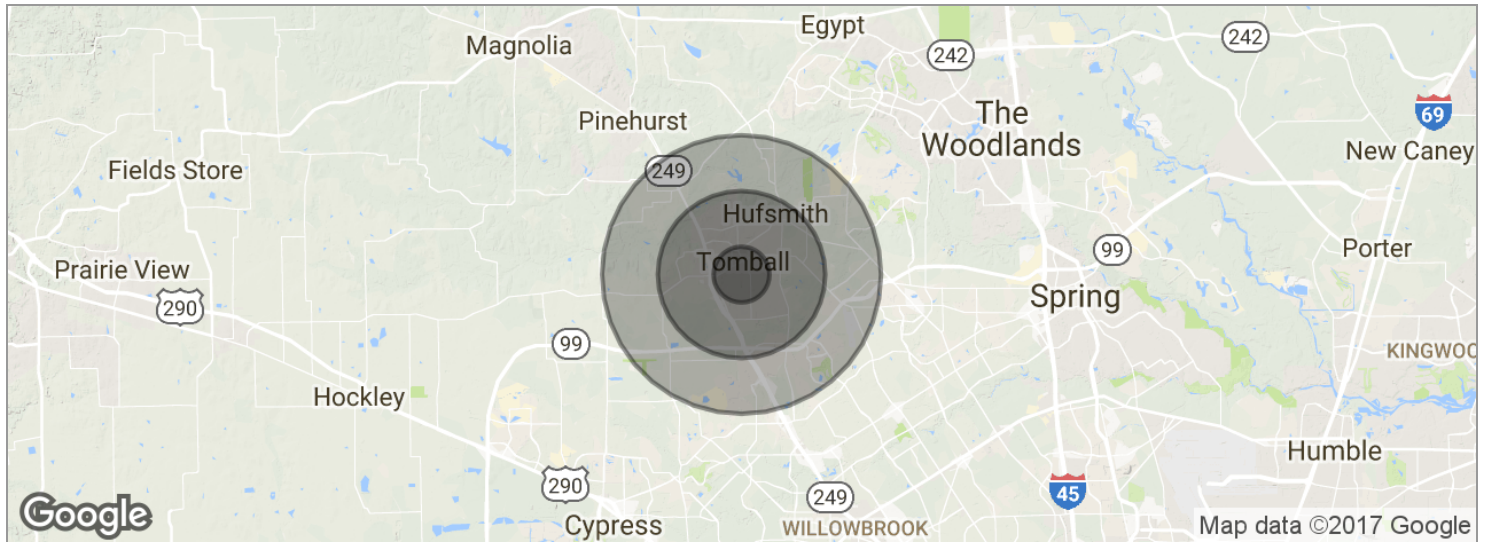 Egypt
Magnolia
242
242
Pinehurst
The
Woodlands
69
New Caney
Fields Store
249
Hufsmith
Tomball
99
Porter
Prairie View
290
Spring
99
KINGWOO
Hockley
Humble
290
249
45
Google
Cypress
WILLOWBROOK
Map data ©2017 Google